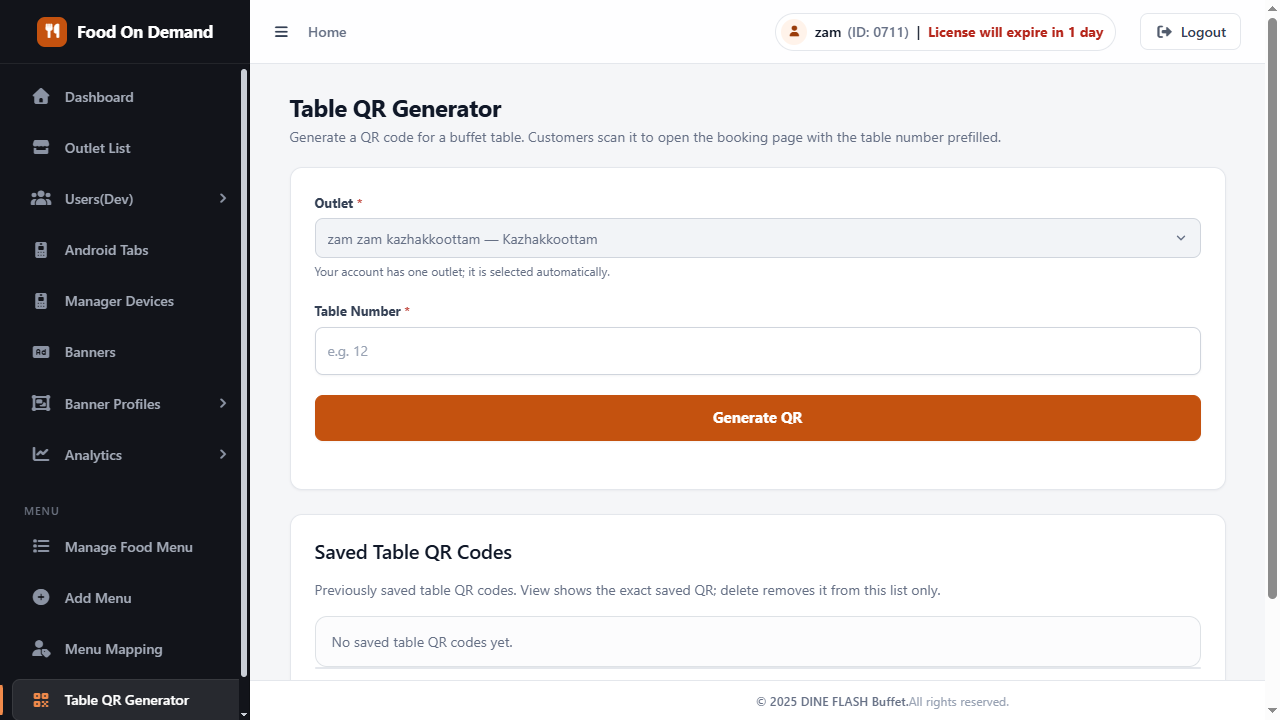 Food On Demand
Home
zam (ID: 0711) | License will expire in 1 day
Logout
Dashboard
Outlet List
Users(Dev)
Android Tabs
Manager Devices
Banners
Banner Profiles
Analytics
MENU
Manage Food Menu
Add Menu
Menu Mapping
Table QR Generator
Table QR Generator
Generate a QR code for a buffet table. Customers scan it to open the booking page with the table number prefilled.
Outlet *
zam zam kazhakkoottam — Kazhakkoottam
Your account has one outlet; it is selected automatically.
Table Number *
e.g. 12
Generate QR
Saved Table QR Codes
Previously saved table QR codes. View shows the exact saved QR; delete removes it from this list only.
No saved table QR codes yet.
© 2025 DINE FLASH Buffet.All rights reserved.